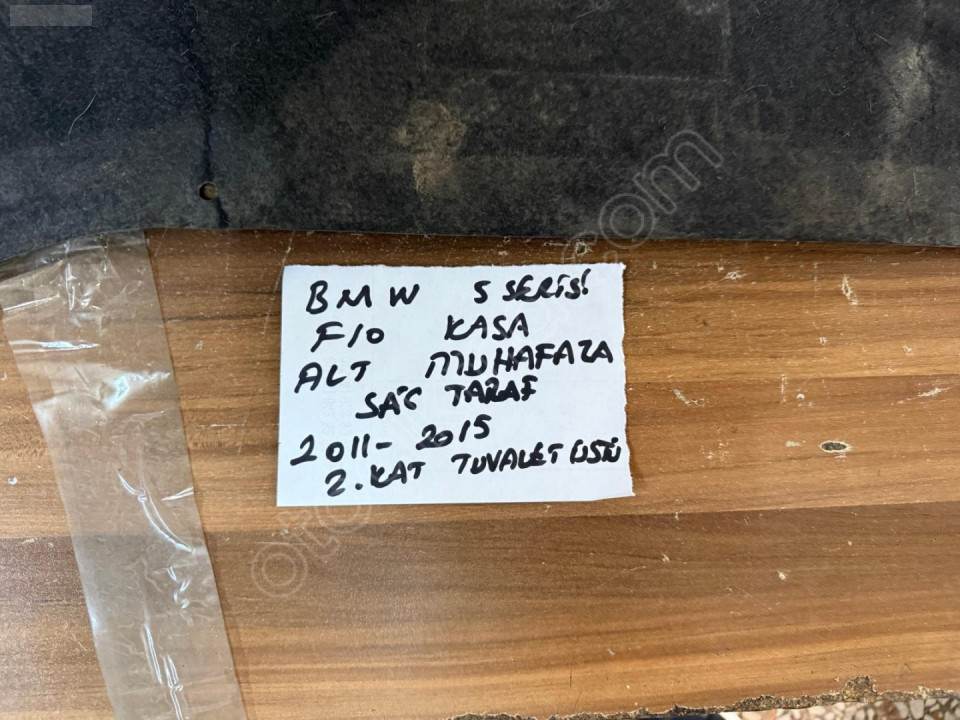 BMW 5 SERİSİ
F10 KASA
ALT MUHAFAZA
SAĞ TARAF
2011-2015
2.KAT TUVALET ÜSTÜ